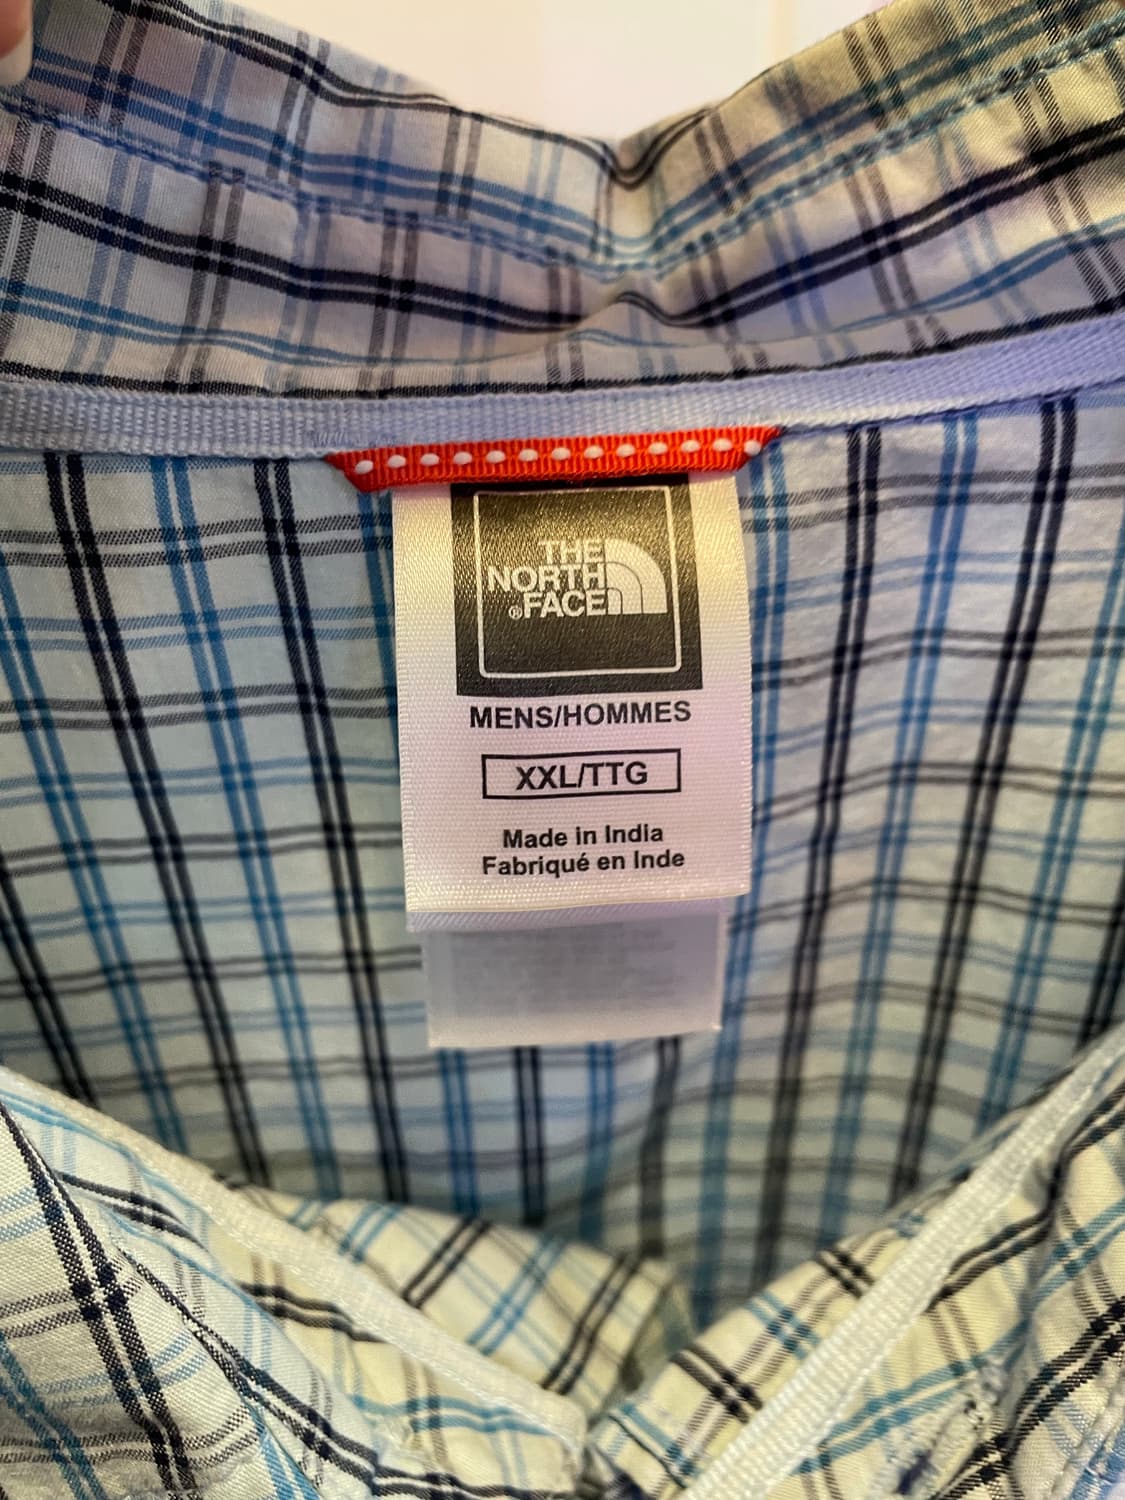 THE
NORTH
®FACE
MENS/HOMMES
XXL/TTG
Made in India
Fabriqué en Inde